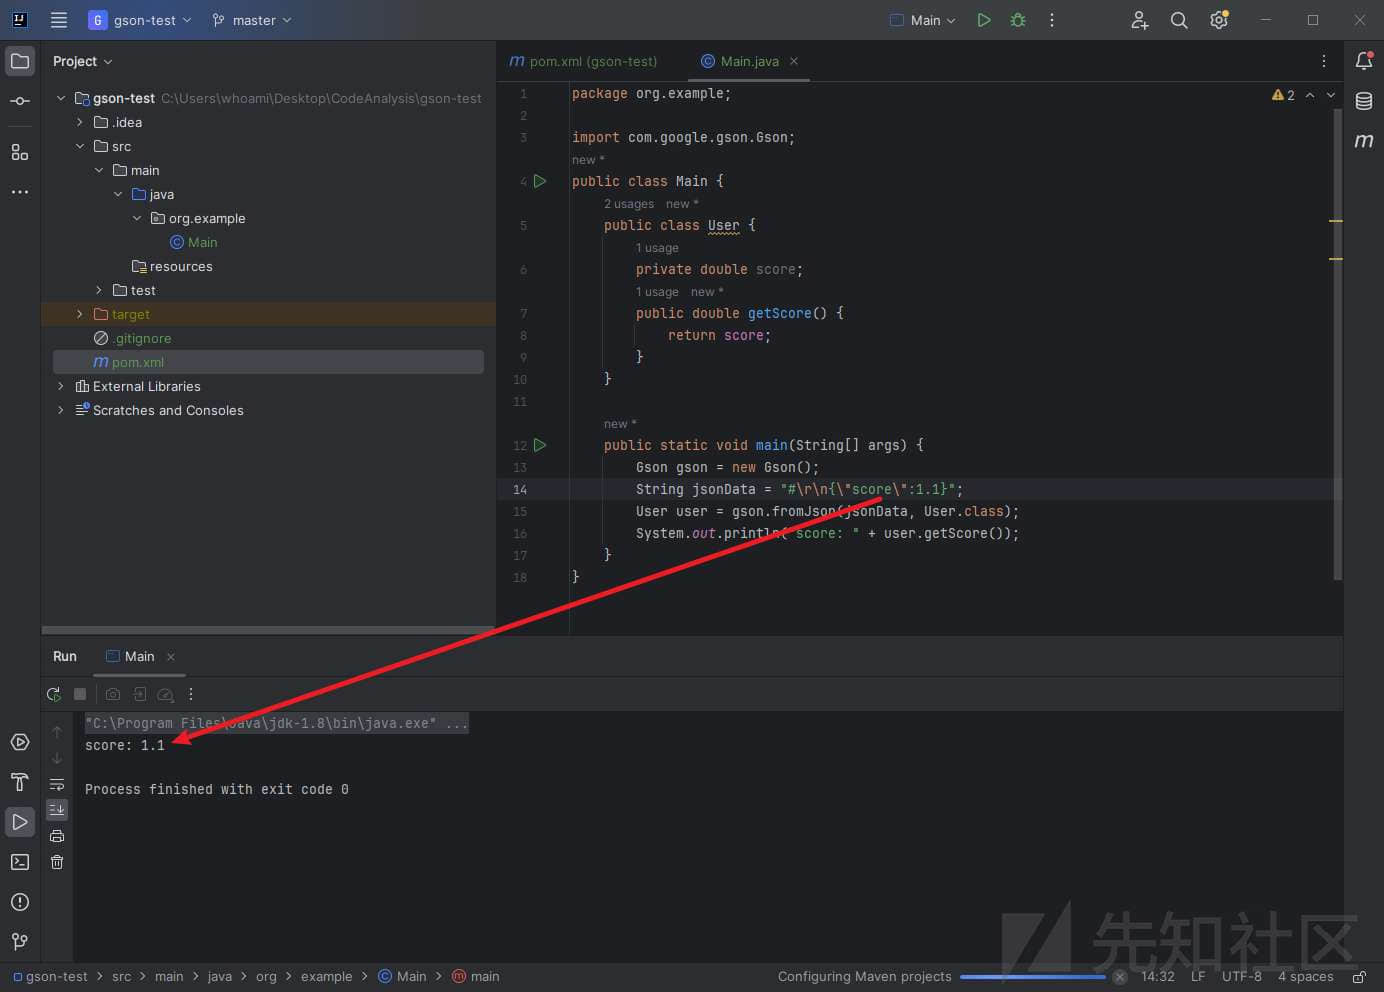 G gson-test master Main
Project
pom.xml (gson-test) Main.java
gson-test C:\Users\whoami\Desktop\CodeAnalysis\gson-test
.idea
src
main
java
org.example
Main
resources
test
target
.gitignore
pom.xml
External Libraries
Scratches and Consoles
2
1 package org.example;
2
3 import com.google.gson.Gson;
new *
4 public class Main {
2 usages new *
5 public class User {
1 usage
6 private double score;
1 usage new *
7 public double getScore() {
8 return score;
9 }
10 }
11
new *
12 public static void main(String[] args) {
13 Gson gson = new Gson();
14 String jsonData = "#\r\n{\"score\":1.1}";
15 User user = gson.fromJson(jsonData, User.class);
16 System.out.println("score: " + user.getScore());
17 }
18 }
Run Main
"C:\Program Files\Java\jdk-1.8\bin\java.exe" ...
score: 1.1
Process finished with exit code 0
先知社区
gson-test > src > main > java > org > example > Main > main Configuring Maven projects 14:32 LF UTF-8 4 spaces